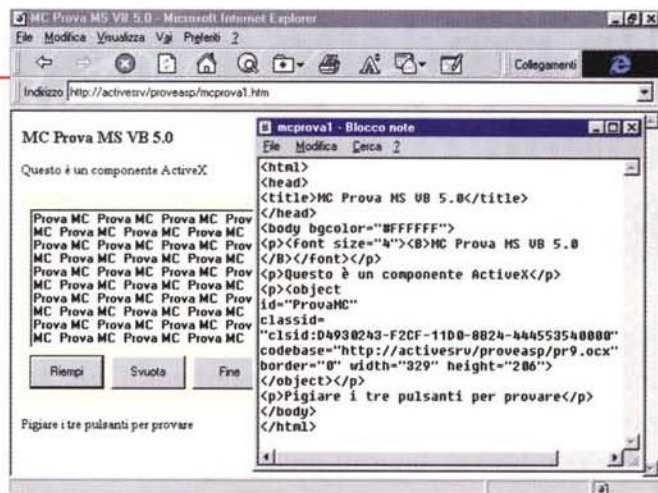 MC Prova MS VB 5.0 - Microsoft Internet Explorer
File Modifica Visualizza Vai Preferiti ?
Collegamenti
Indirizzo http://activesrv/proveasp/mcprova1.htm
MC Prova MS VB 5.0
Questo è un componente ActiveX
Prova MC Prova MC Prova MC Prov
MC Prova MC Prova MC Prova MC
Prova MC Prova MC Prova MC Prov
MC Prova MC Prova MC Prova MC
Prova MC Prova MC Prova MC Prov
MC Prova MC Prova MC Prova MC
Prova MC Prova MC Prova MC Prov
MC Prova MC Prova MC Prova MC
Prova MC Prova MC Prova MC Prov
MC Prova MC Prova MC Prova MC
Riempi Svuota Fine
Pigiare i tre pulsanti per provare
mcprova1 - Blocco note
File Modifica Cerca ?
<html>
<head>
<title>MC Prova MS VB 5.0</title>
</head>
<body bgcolor="#FFFFFF">
<p><font size="4"><B>MC Prova MS VB 5.0
</B></font></p>
<p>Questo è un componente ActiveX</p>
<p><object
id="ProvaMC"
classid=
"clsid:D4930243-F2CF-11D0-8B24-444553540000"
codebase="http://activesrv/proveasp/pr9.ocx"
border="0" width="329" height="206">
</object></p>
<p>Pigiare i tre pulsanti per provare</p>
</body>
</html>